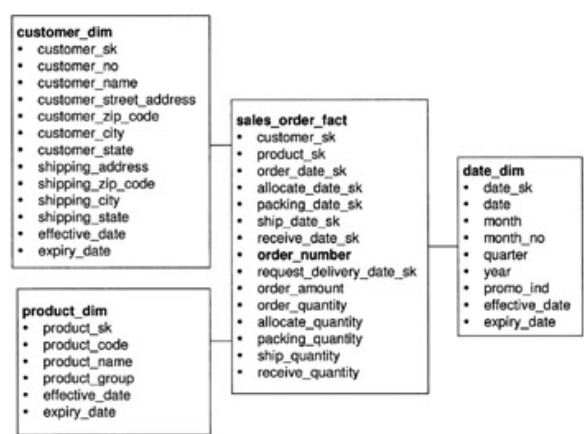 customer_dim
• customer_sk
• customer_no
• customer_name
• customer_street_address
• customer_zip_code
• customer_city
• customer_state
• shipping_address
• shipping_zip_code
• shipping_city
• shipping_state
• effective_date
• expiry_date
product_dim
• product_sk
• product_code
• product_name
• product_group
• effective_date
• expiry_date
sales_order_fact
• customer_sk
• product_sk
• order_date_sk
• allocate_date_sk
• packing_date_sk
• ship_date_sk
• receive_date_sk
• order_number
• request_delivery_date_sk
• order_amount
• order_quantity
• allocate_quantity
• packing_quantity
• ship_quantity
• receive_quantity
date_dim
• date_sk
• date
• month
• month_no
• quarter
• year
• promo_ind
• effective_date
• expiry_date